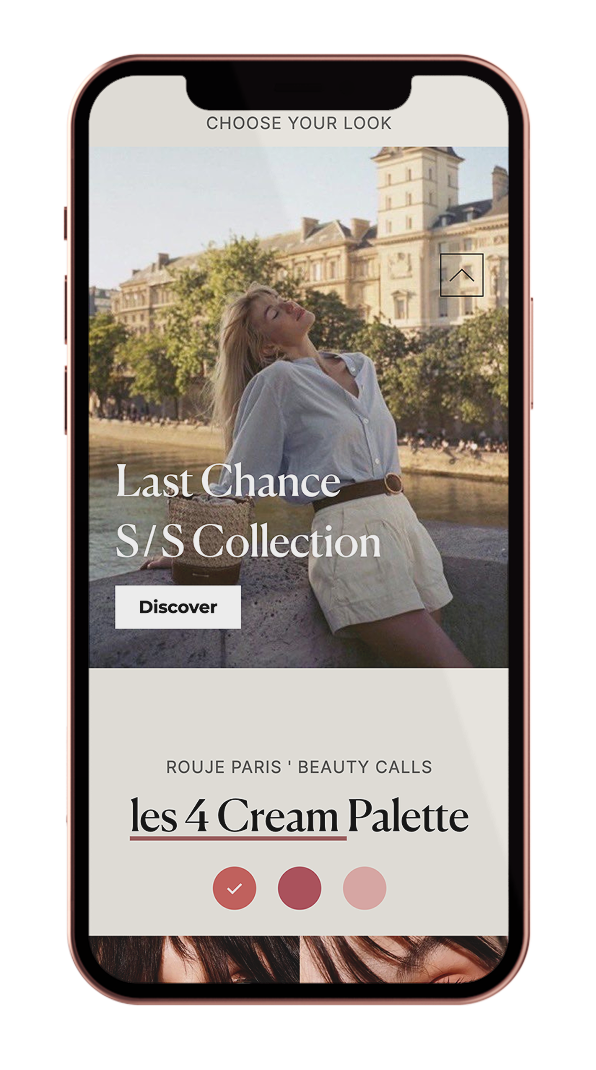 CHOOSE YOUR LOOK
Last Chance
S/S Collection
Discover
ROUJE PARIS ' BEAUTY CALLS
les 4 Cream Palette